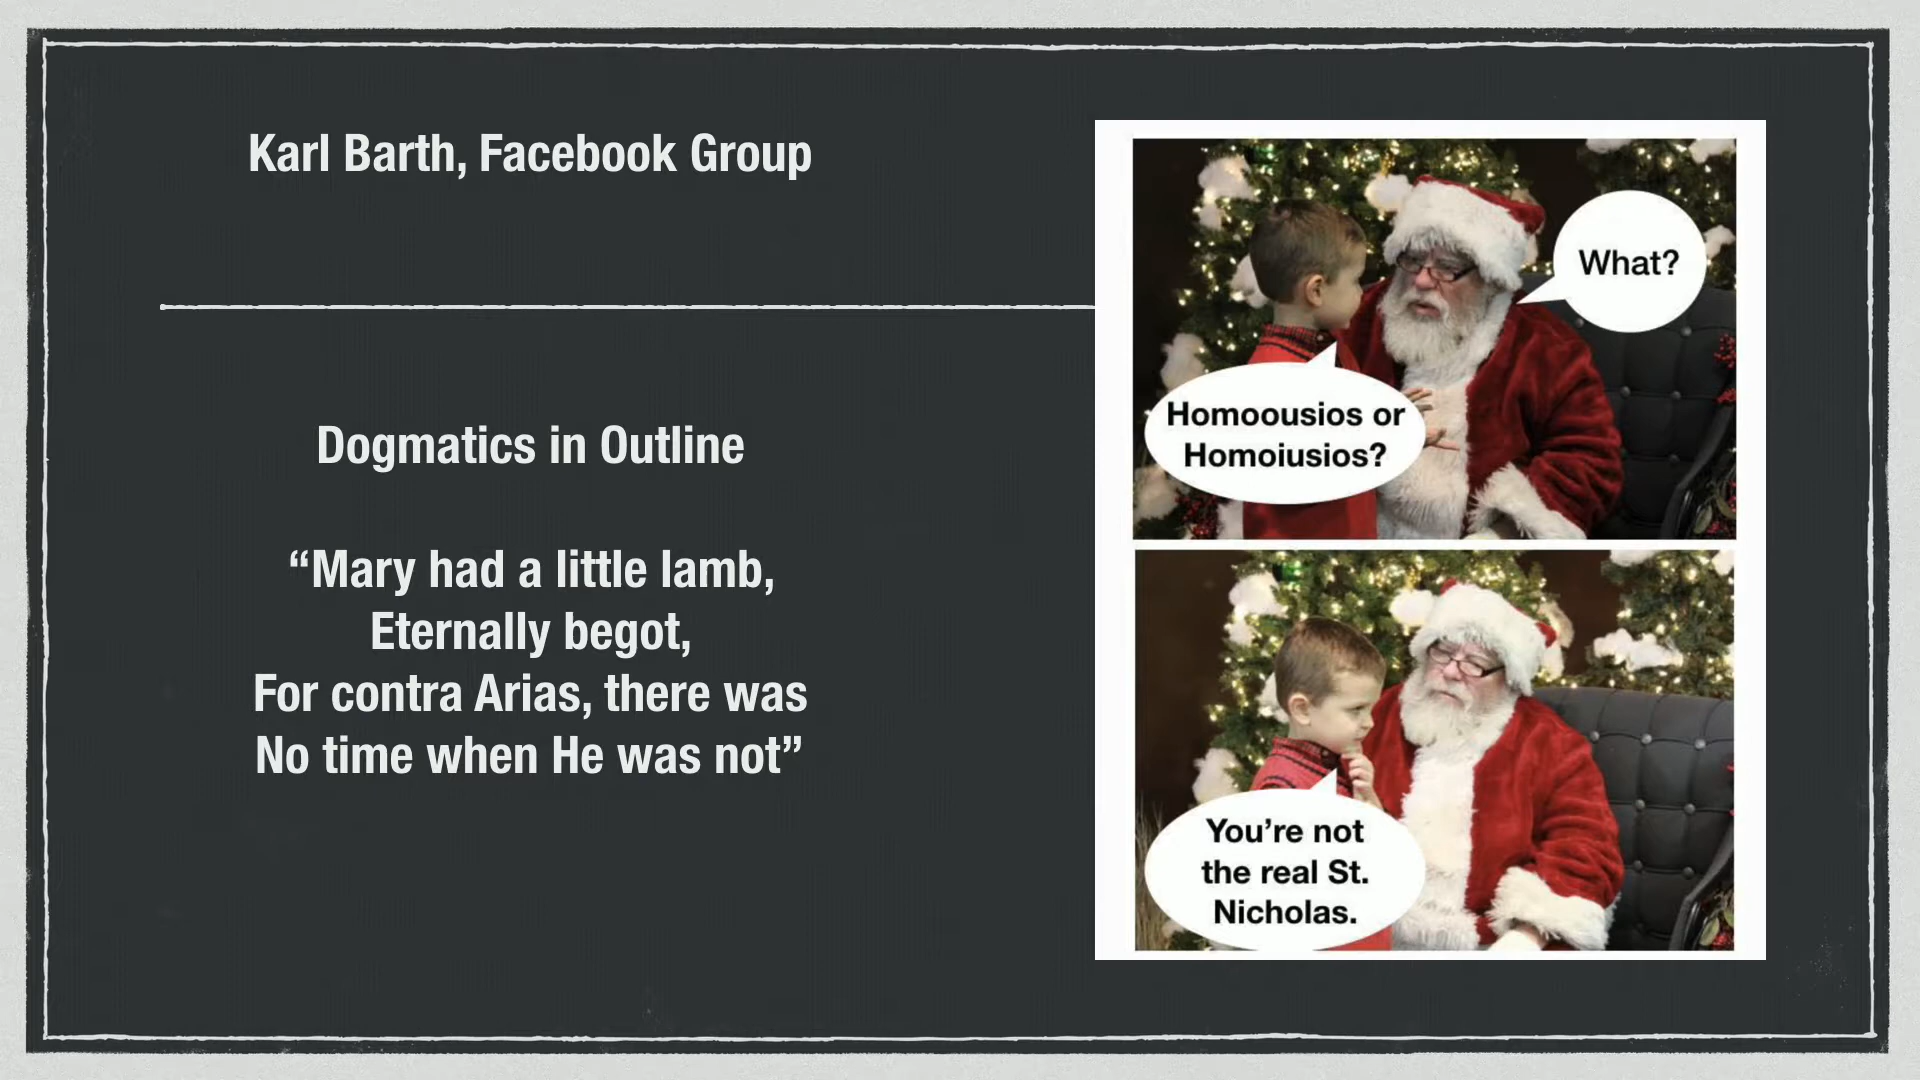 Karl Barth, Facebook Group
Dogmatics in Outline
“Mary had a little lamb,
Eternally begot,
For contra Arias, there was
No time when He was not”
What?
Homoousios or
Homoiusios?
You’re not
the real St.
Nicholas.